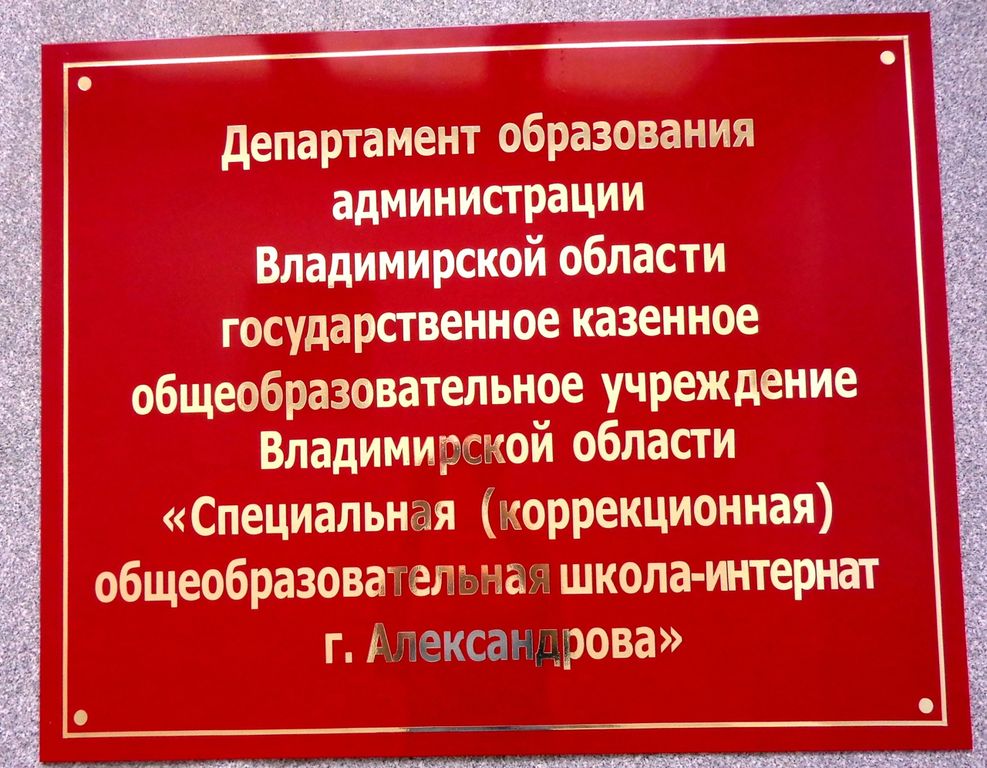 Департамент образования
администрации
Владимирской области
государственное казенное
общеобразовательное учреждение
Владимирской области
«Специальная (коррекционная)
общеобразовательная школа-интернат
г. Александрова»